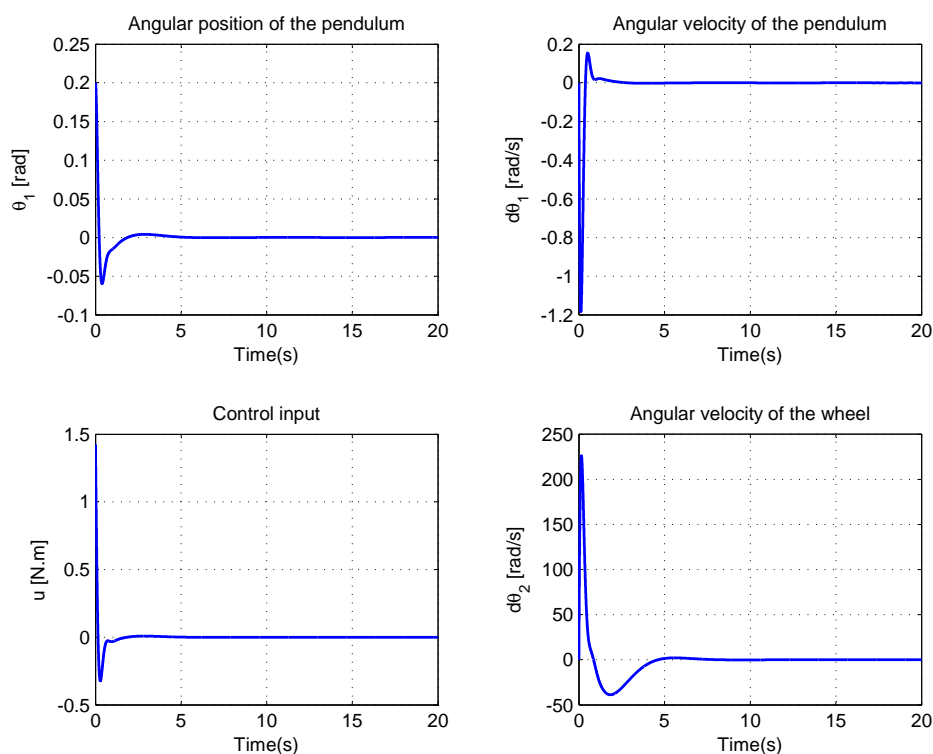 Angular position of the pendulum
0.25
0.2
0.15
0.1
0.05
0
-0.05
-0.1
θ1 [rad]
0 5 10 15 20
Time(s)
Angular velocity of the pendulum
0.2
0
-0.2
-0.4
-0.6
-0.8
-1
-1.2
dθ1 [rad/s]
0 5 10 15 20
Time(s)
Control input
1.5
1
0.5
0
-0.5
u [N.m]
0 5 10 15 20
Time(s)
Angular velocity of the wheel
250
200
150
100
50
0
-50
dθ2 [rad/s]
0 5 10 15 20
Time(s)